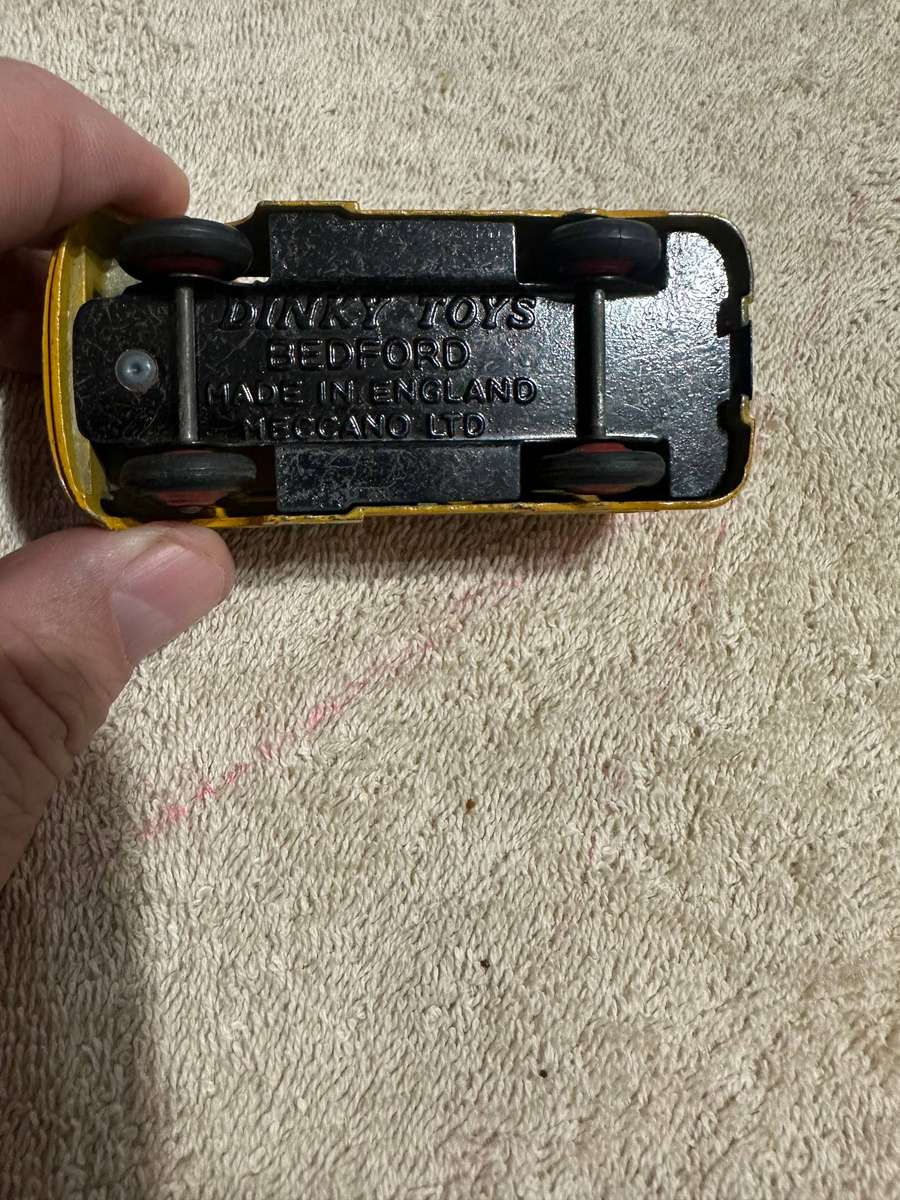 DINKY TOYS
BEDFORD
MADE IN ENGLAND
MECCANO LTD